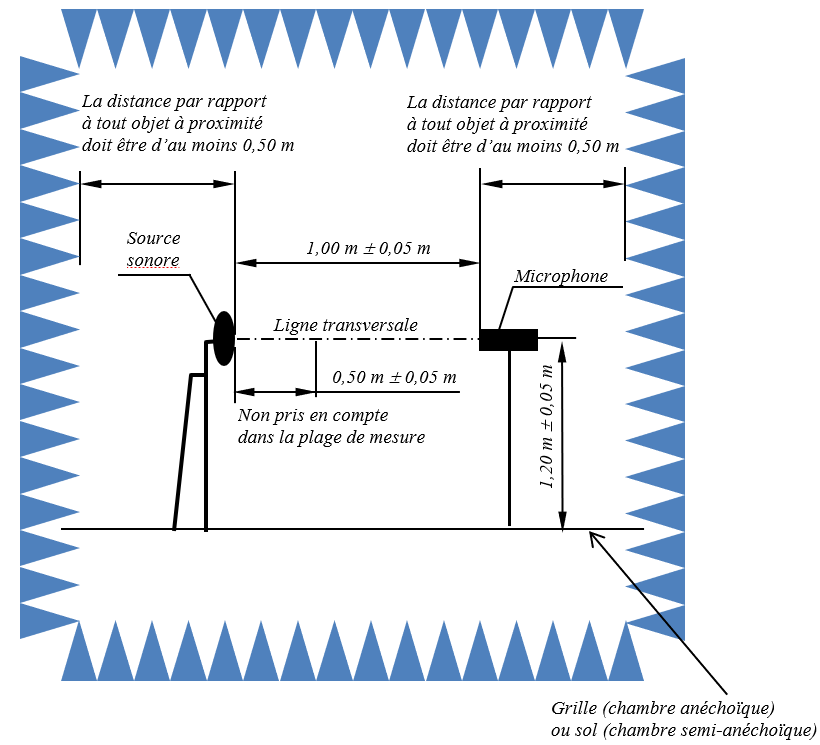 La distance par rapport
à tout objet à proximité
doit être d’au moins 0,50 m
La distance par rapport
à tout objet à proximité
doit être d’au moins 0,50 m
Source
sonore
1,00 m ± 0,05 m
Microphone
Ligne transversale
0,50 m ± 0,05 m
Non pris en compte
dans la plage de mesure
1,20 m ± 0,05 m
Grille (chambre anéchoïque)
ou sol (chambre semi-anéchoïque)